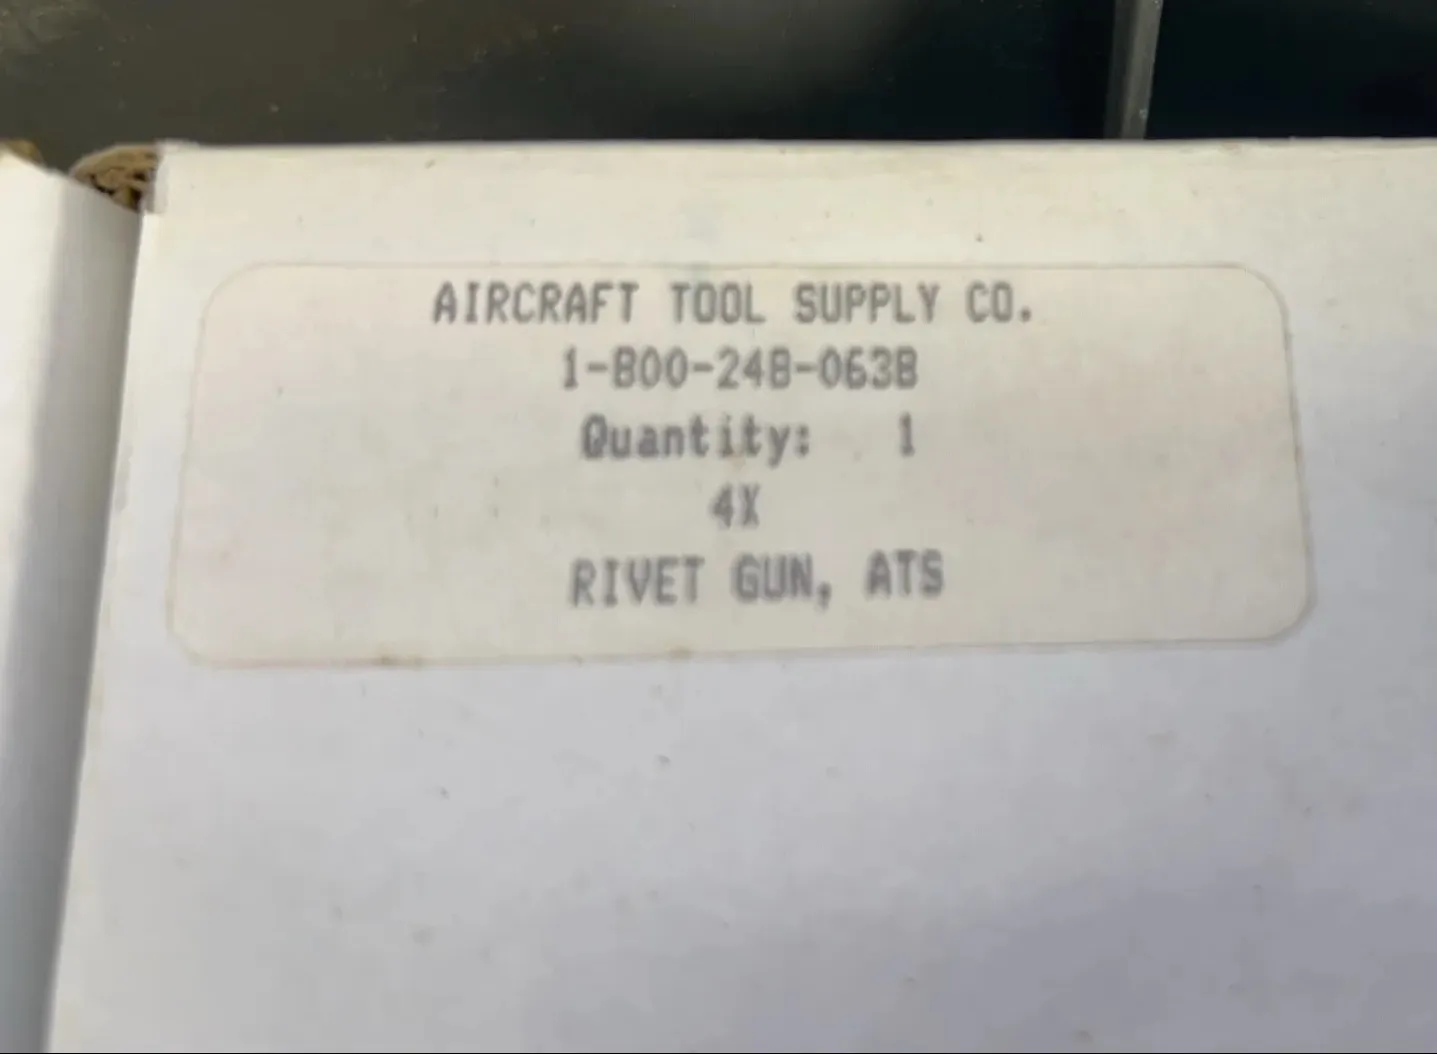 AIRCRAFT TOOL SUPPLY CO.
1-800-248-0638
Quantity: 1
4X
RIVET GUN, ATS